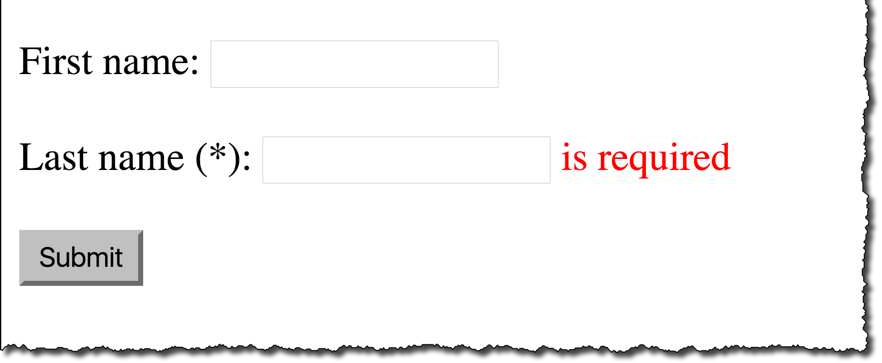 First name:
Last name (*): is required
Submit